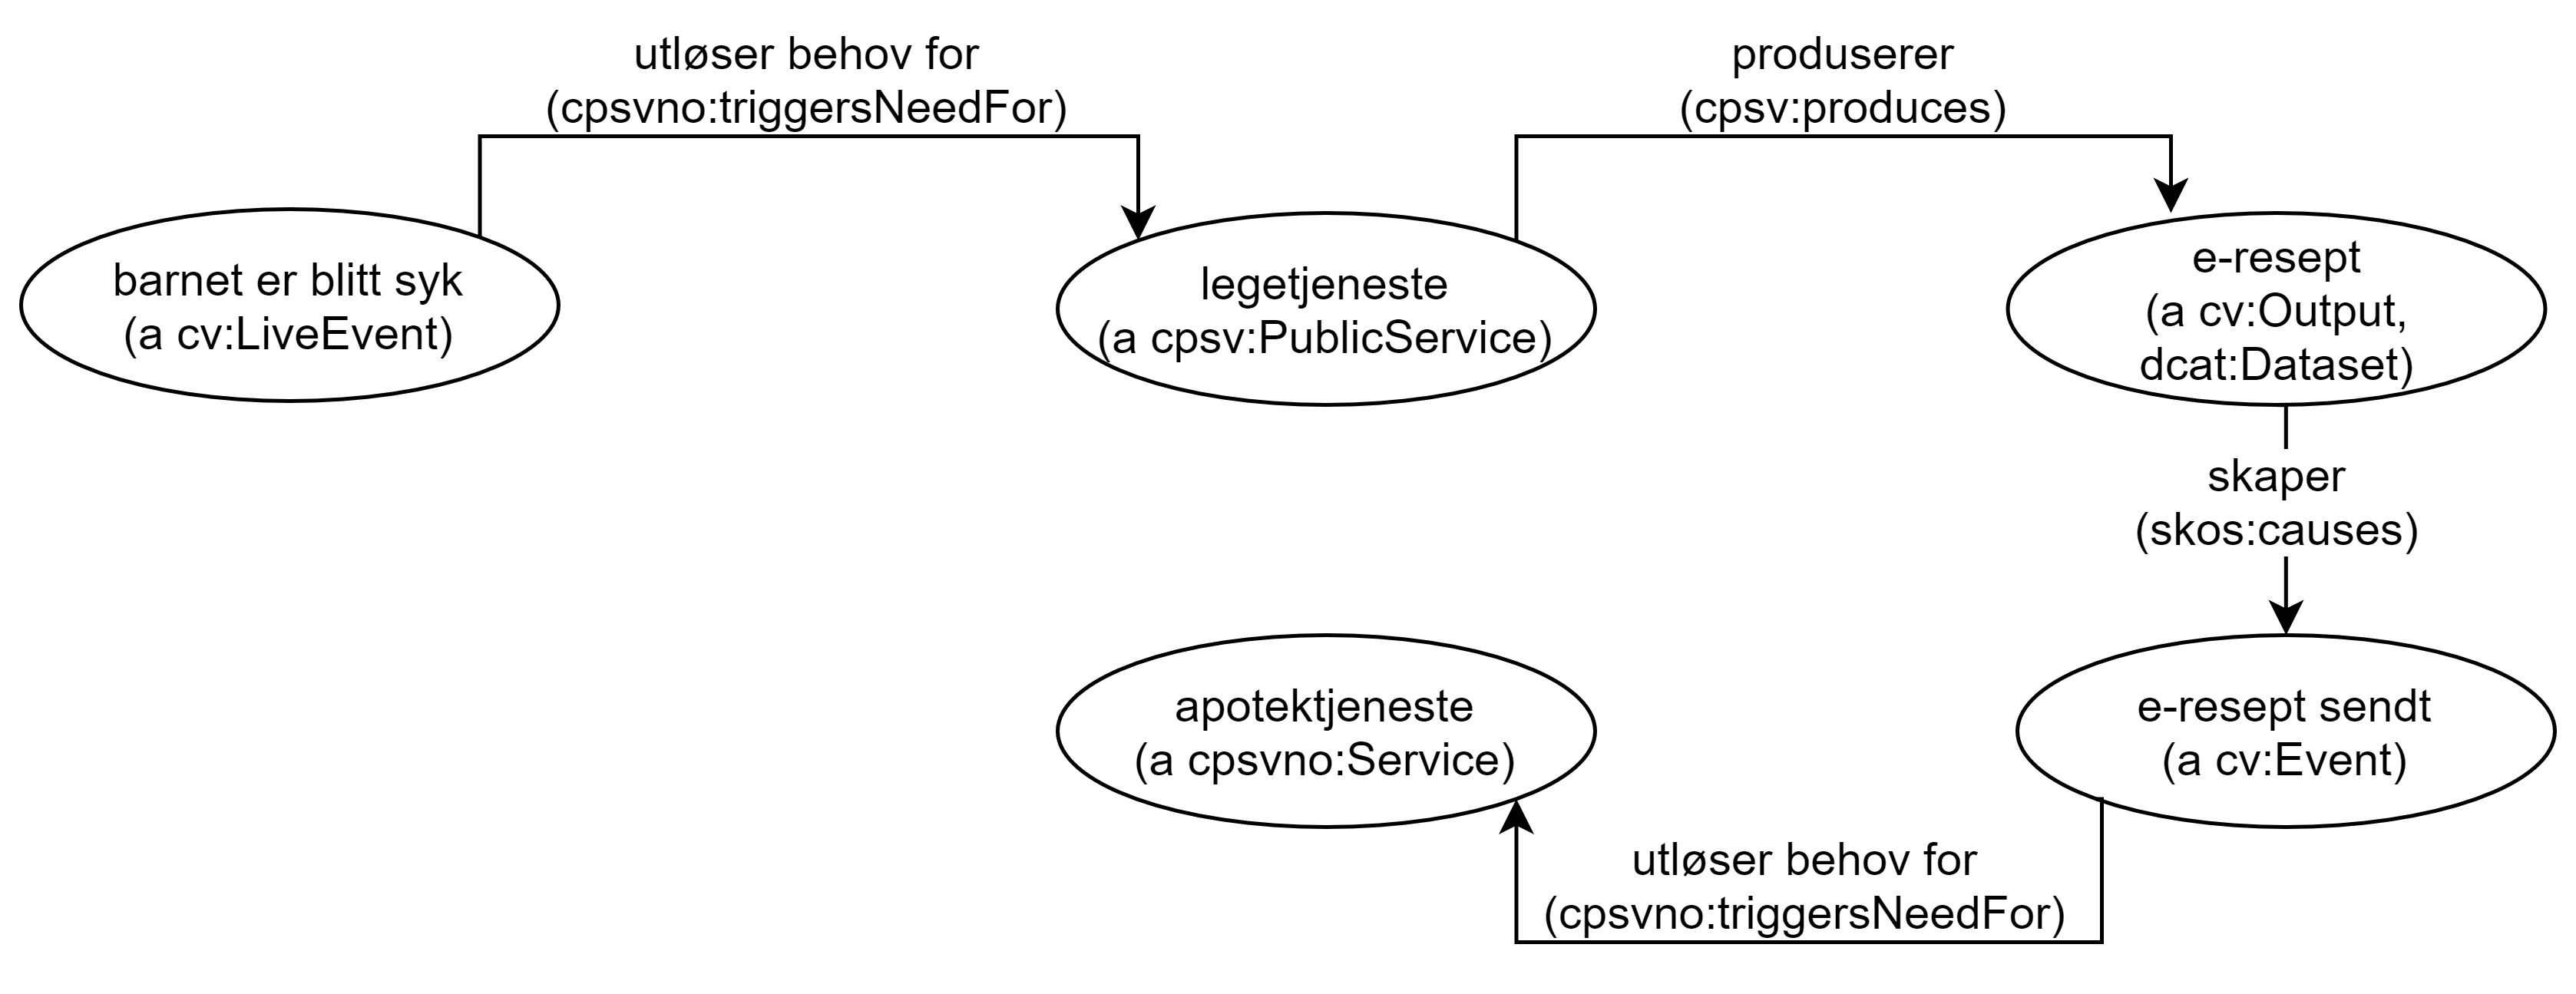 utløser behov for
(cpsvno:triggersNeedFor)
produserer
(cpsv:produces)
barnet er blitt syk
(a cv:LiveEvent)
legetjeneste
(a cpsv:PublicService)
e-resept
(a cv:Output,
dcat:Dataset)
skaper
(skos:causes)
apotektjeneste
(a cpsvno:Service)
e-resept sendt
(a cv:Event)
utløser behov for
(cpsvno:triggersNeedFor)